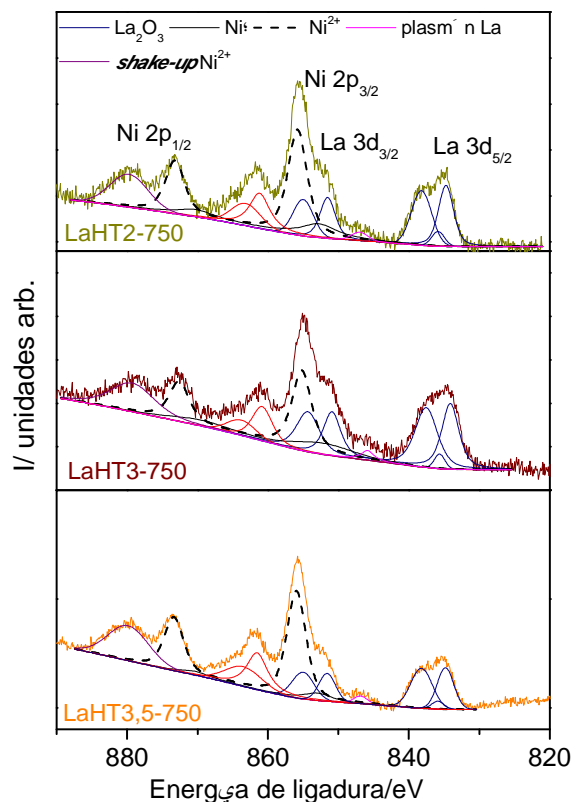 La₂O₃ Ni Ni²⁺ plasm´n La
shake-up Ni²⁺
Ni 2p₃/₂
Ni 2p₁/₂
La 3d₃/₂
La 3d₅/₂
LaHT2-750
LaHT3-750
LaHT3,5-750
I/ unidades arb.
880 860 840 820
de ligadura/eV